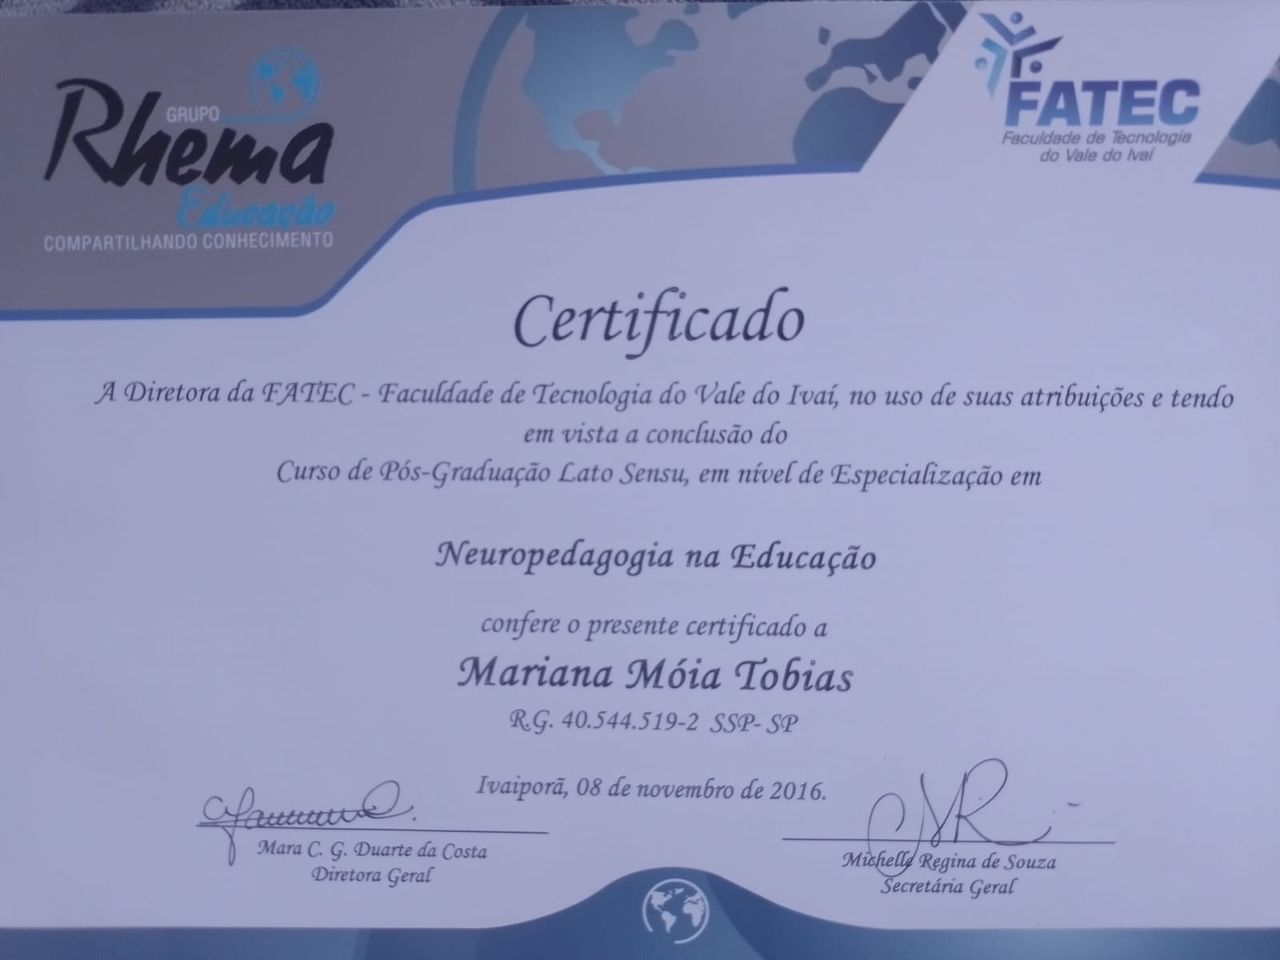 GRUPO
Rhema
Educação
COMPARTILHANDO CONHECIMENTO
FATEC
Faculdade de Tecnologia
do Vale do Ivaí
Certificado
A Diretora da FATEC - Faculdade de Tecnologia do Vale do Ivaí, no uso de suas atribuições e tendo
em vista a conclusão do
Curso de Pós-Graduação Lato Sensu, em nível de Especialização em
Neuropedagogia na Educação
confere o presente certificado a
Mariana Móia Tobias
R.G. 40.544.519-2 SSP- SP
Ivaiporã, 08 de novembro de 2016.
Mara C. G. Duarte da Costa
Diretora Geral
Michelle Regina de Souza
Secretária Geral